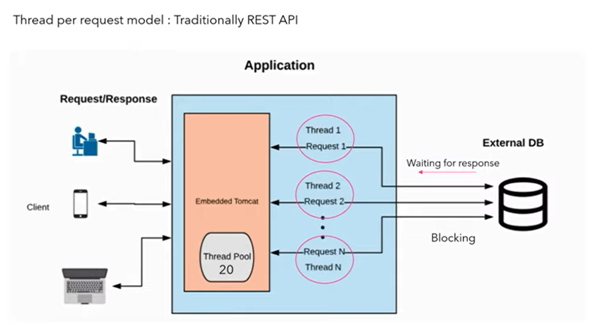 Thread per request model : Traditionally REST API
Application
Request/Response
Client
Embedded Tomcat
Thread Pool
20
Thread 1
Request 1
Thread 2
Request 2
Request N
Thread N
External DB
Waiting for response
Blocking